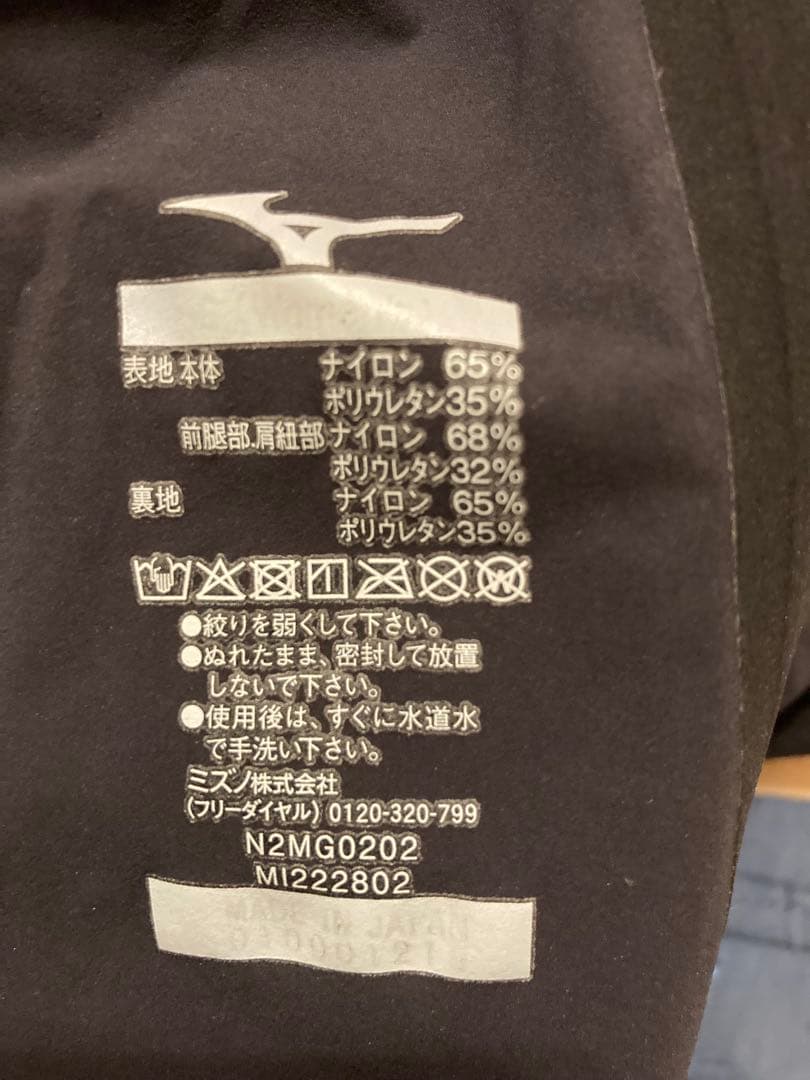 表地 本体 ナイロン 65%
ポリウレタン35%
前腿部.肩紐部 ナイロン 68%
ポリウレタン32%
裏地 ナイロン 65%
ポリウレタン35%
●絞りを弱くして下さい。
●ぬれたまま、密封して放置
しないで下さい。
●使用後は、すぐに水道水
で手洗い下さい。
ミズノ株式会社
(フリーダイヤル) 0120-320-799
N2MG0202
MI222802